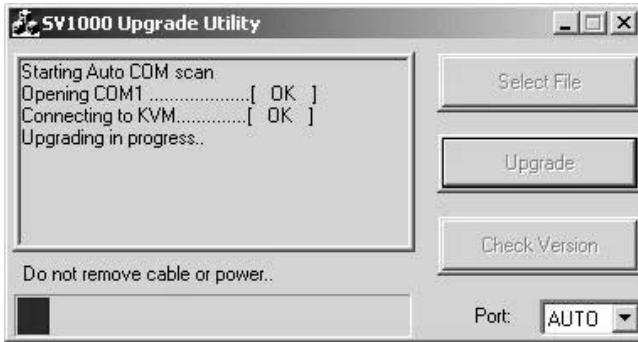 SV1000 Upgrade Utility
Starting Auto COM scan
Opening COM1 ...................[ OK ]
Connecting to KVM.............[ OK ]
Upgrading in progress..
Select File
Upgrade
Check Version
Do not remove cable or power..
Port: AUTO